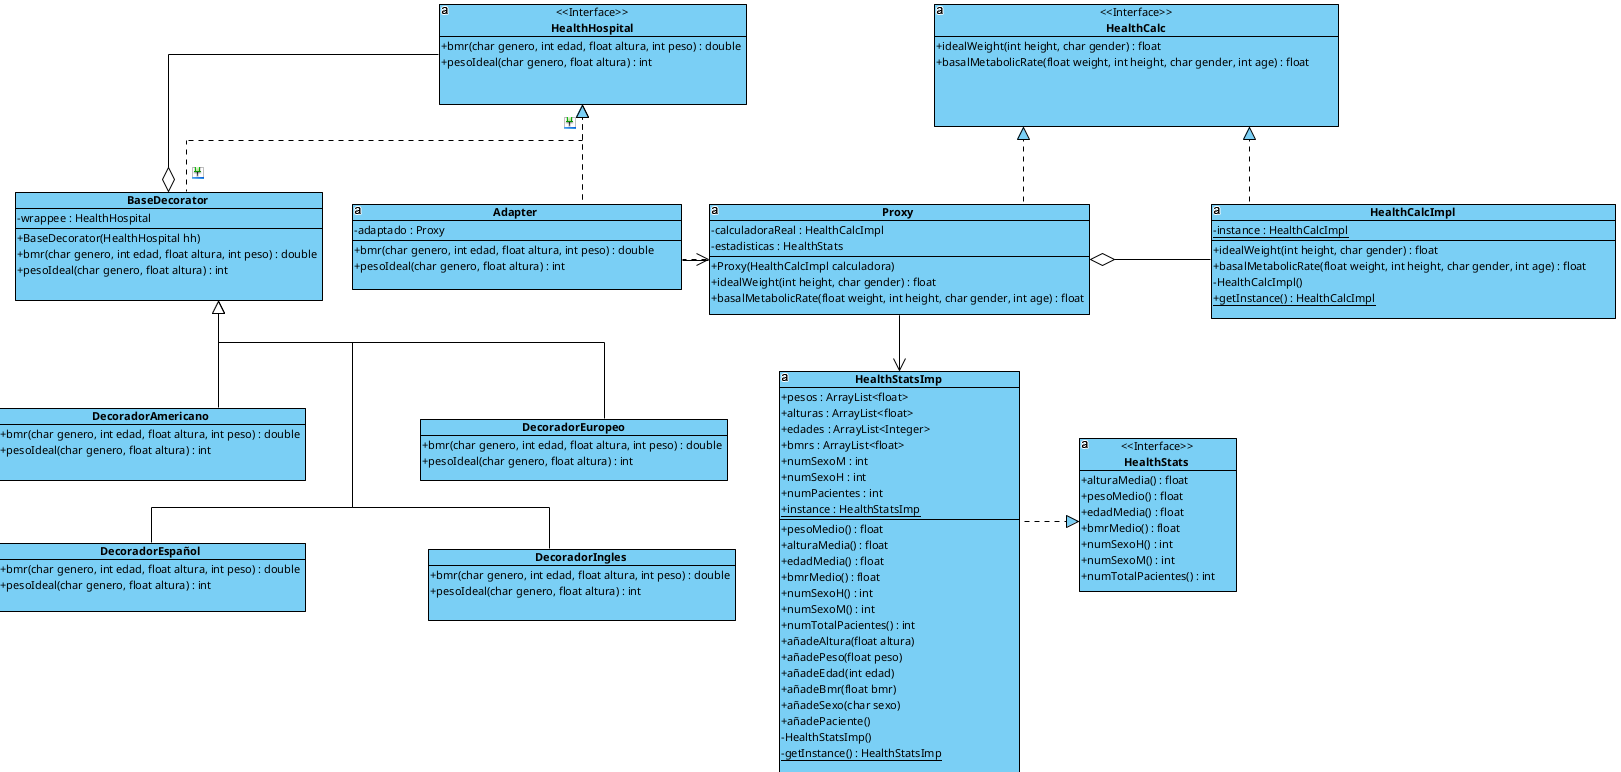 a
<<Interface>>
HealthHospital
+bmr(char genero, int edad, float altura, int peso) : double
+pesoIdeal(char genero, float altura) : int
a
<<Interface>>
HealthCalc
+idealWeight(int height, char gender) : float
+basalMetabolicRate(float weight, int height, char gender, int age) : float
BaseDecorator
-wrappee : HealthHospital
+BaseDecorator(HealthHospital hh)
+bmr(char genero, int edad, float altura, int peso) : double
+pesoIdeal(char genero, float altura) : int
a
Adapter
-adaptado : Proxy
+bmr(char genero, int edad, float altura, int peso) : double
+pesoIdeal(char genero, float altura) : int
a
Proxy
-calculadoraReal : HealthCalcImpl
-estadisticas : HealthStats
+Proxy(HealthCalcImpl calculadora)
+idealWeight(int height, char gender) : float
+basalMetabolicRate(float weight, int height, char gender, int age) : float
a
HealthCalcImpl
-instance : HealthCalcImpl
+idealWeight(int height, char gender) : float
+basalMetabolicRate(float weight, int height, char gender, int age) : float
-HealthCalcImpl()
+getInstance() : HealthCalcImpl
DecoradorAmericano
+bmr(char genero, int edad, float altura, int peso) : double
+pesoIdeal(char genero, float altura) : int
DecoradorEuropeo
+bmr(char genero, int edad, float altura, int peso) : double
+pesoIdeal(char genero, float altura) : int
DecoradorEspañol
+bmr(char genero, int edad, float altura, int peso) : double
+pesoIdeal(char genero, float altura) : int
DecoradorIngles
+bmr(char genero, int edad, float altura, int peso) : double
+pesoIdeal(char genero, float altura) : int
a
HealthStatsImp
+pesos : ArrayList<float>
+alturas : ArrayList<float>
+edades : ArrayList<Integer>
+bmrs : ArrayList<float>
+numSexoM : int
+numSexoH : int
+numPacientes : int
+instance : HealthStatsImp
+pesoMedio() : float
+alturaMedia() : float
+edadMedia() : float
+bmrMedio() : float
+numSexoH() : int
+numSexoM() : int
+numTotalPacientes() : int
+añadeAltura(float altura)
+añadePeso(float peso)
+añadeEdad(int edad)
+añadeBmr(float bmr)
+añadeSexo(char sexo)
+añadePaciente()
-HealthStatsImp()
-getInstance() : HealthStatsImp
a
<<Interface>>
HealthStats
+alturaMedia() : float
+pesoMedio() : float
+edadMedia() : float
+bmrMedio() : float
+numSexoH() : int
+numSexoM() : int
+numTotalPacientes() : int